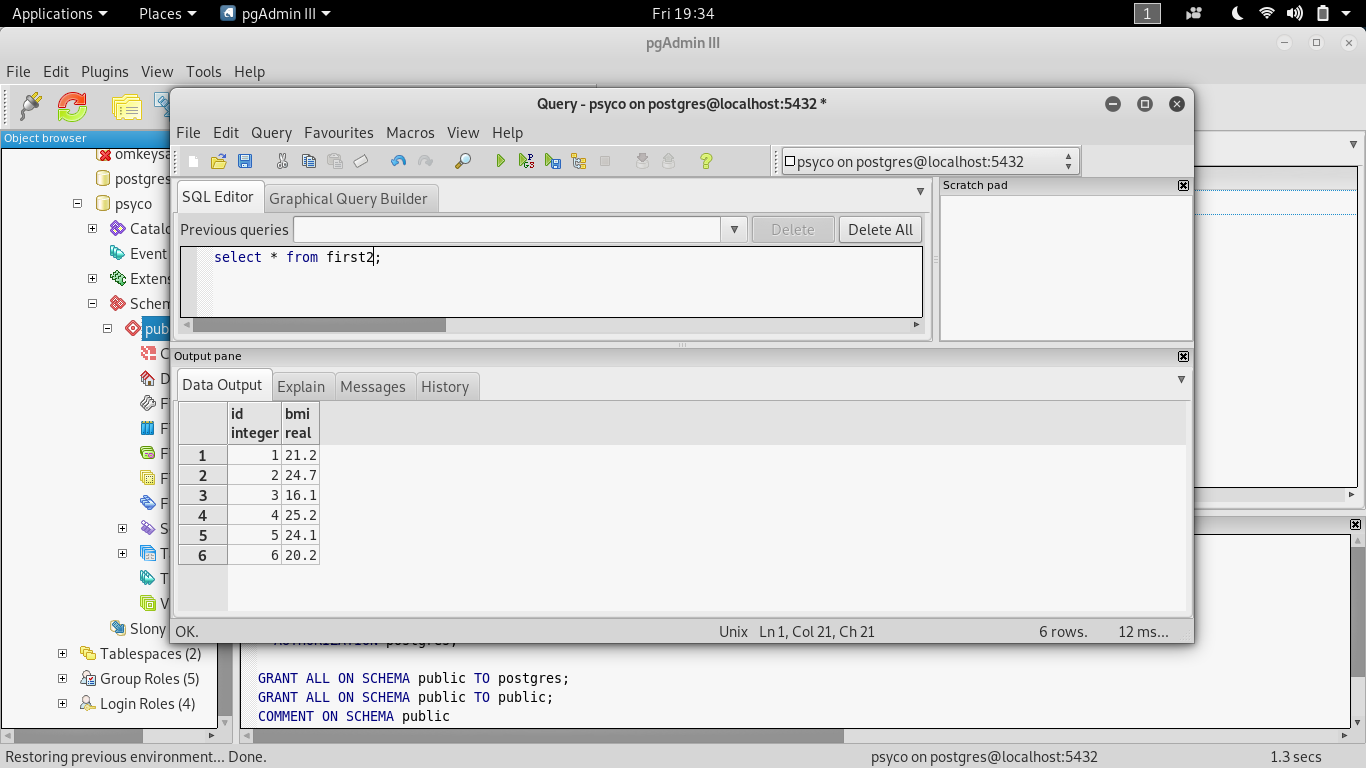 Applications Places pgAdmin III Fri 19:34 1
pgAdmin III
File Edit Plugins View Tools Help
Object browser
postgres
psyco
Event
public
Slony
Tablespaces (2)
Group Roles (5)
Login Roles (4)
Query - psyco on postgres@localhost:5432 *
File Edit Query Favourites Macros View Help
psyco on postgres@localhost:5432
SQL Editor Graphical Query Builder
Scratch pad
Previous queries Delete Delete All
select * from first2;
Output pane
Data Output Explain Messages History
id bmi
integer real
1 1 21.2
2 2 24.7
3 3 16.1
4 4 25.2
5 5 24.1
6 6 20.2
OK. Unix Ln 1, Col 21, Ch 21 6 rows. 12 ms...
GRANT ALL ON SCHEMA public TO postgres;
GRANT ALL ON SCHEMA public TO public;
COMMENT ON SCHEMA public
Restoring previous environment... Done. psyco on postgres@localhost:5432 1.3 secs